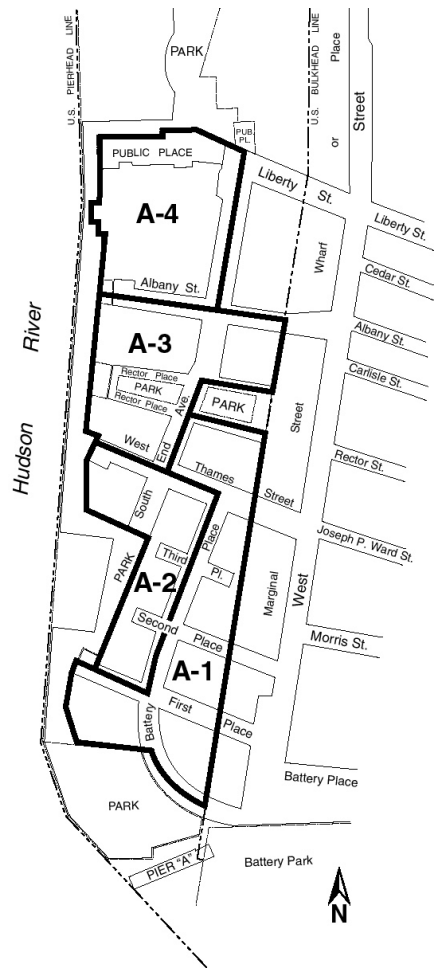 U.S. PIERHEAD LINE
PARK
U.S. BULKHEAD LINE
Place
or
Street
PUB.
PL.
PUBLIC PLACE
Liberty St.
A-4
Wharf
Liberty St.
Cedar St.
Albany St.
Albany St.
Carlisle St.
A-3
Rector Place
PARK
Rector Place
Ave.
PARK
West
End
Hudson River
Street
Rector St.
Thames Street
South
PARK
Place
Joseph P. Ward St.
Third Pl.
A-2
Marginal
West
Second Place
Morris St.
A-1
Battery
First Place
Battery Place
PARK
PIER "A"
Battery Park
N